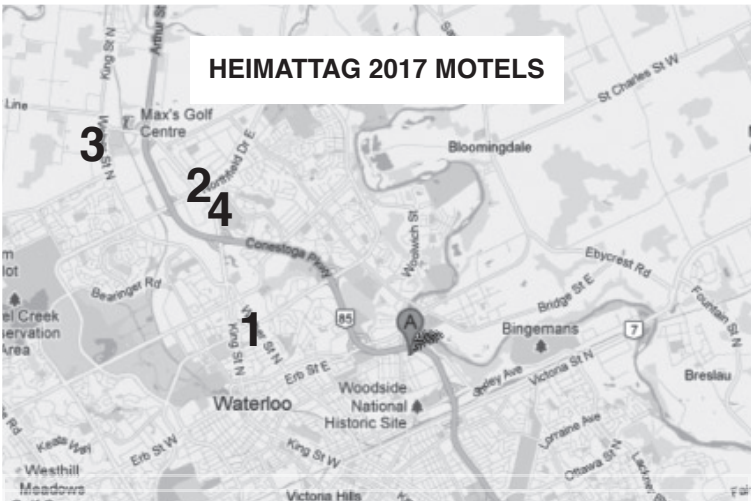 HEIMATTAG 2017 MOTELS
Arthur St
King St N
St Charles St W
Line
Max's Golf
Centre
3
Bloomingdale
2
4
Woolwich St
Conestoga Pkwy
Ebycrest Rd
Bearinger Rd
Bridge St E
Fountain St N
1
King St N
85
A
Bingemans
7
Area
Erb St E
Victoria St N
Breslau
Woodside
National
Historic Site
Waterloo
Lorraine Ave
King St W
Erb St W
Ottawa St N
Westhill
Meadows
Victoria Hills